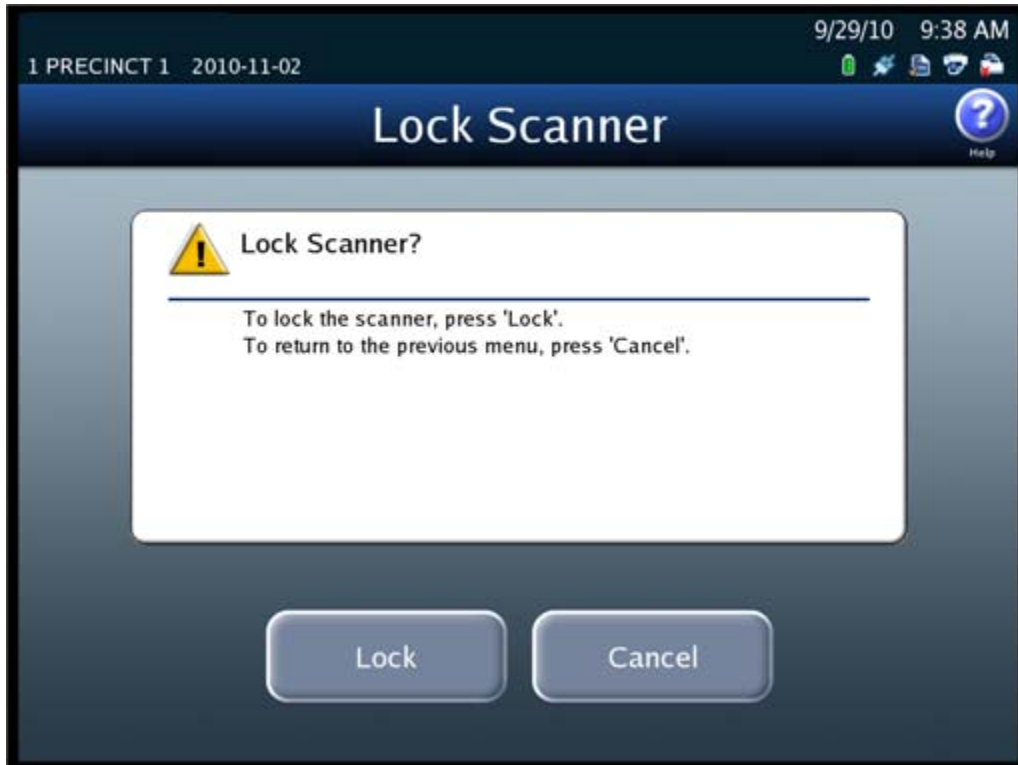 9/29/10 9:38 AM
1 PRECINCT 1 2010-11-02
Lock Scanner
?
Help
!
Lock Scanner?
To lock the scanner, press 'Lock'.
To return to the previous menu, press 'Cancel'.
Lock
Cancel